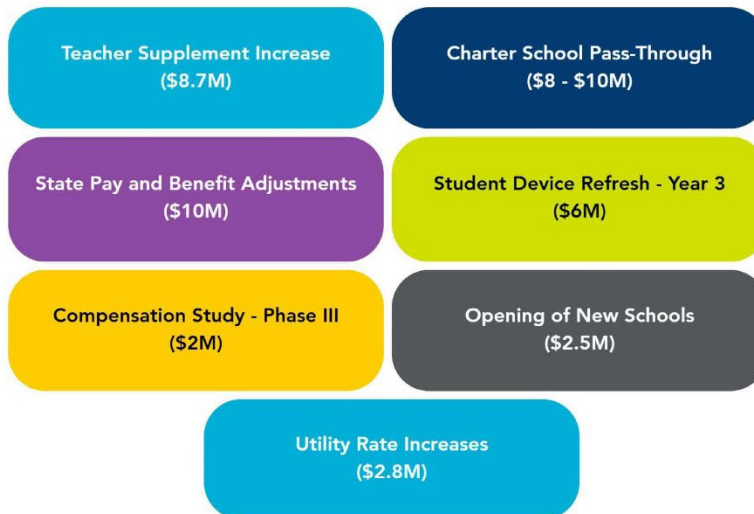 Teacher Supplement Increase
($8.7M)
Charter School Pass-Through
($8 - $10M)
State Pay and Benefit Adjustments
($10M)
Student Device Refresh - Year 3
($6M)
Compensation Study - Phase III
($2M)
Opening of New Schools
($2.5M)
Utility Rate Increases
($2.8M)